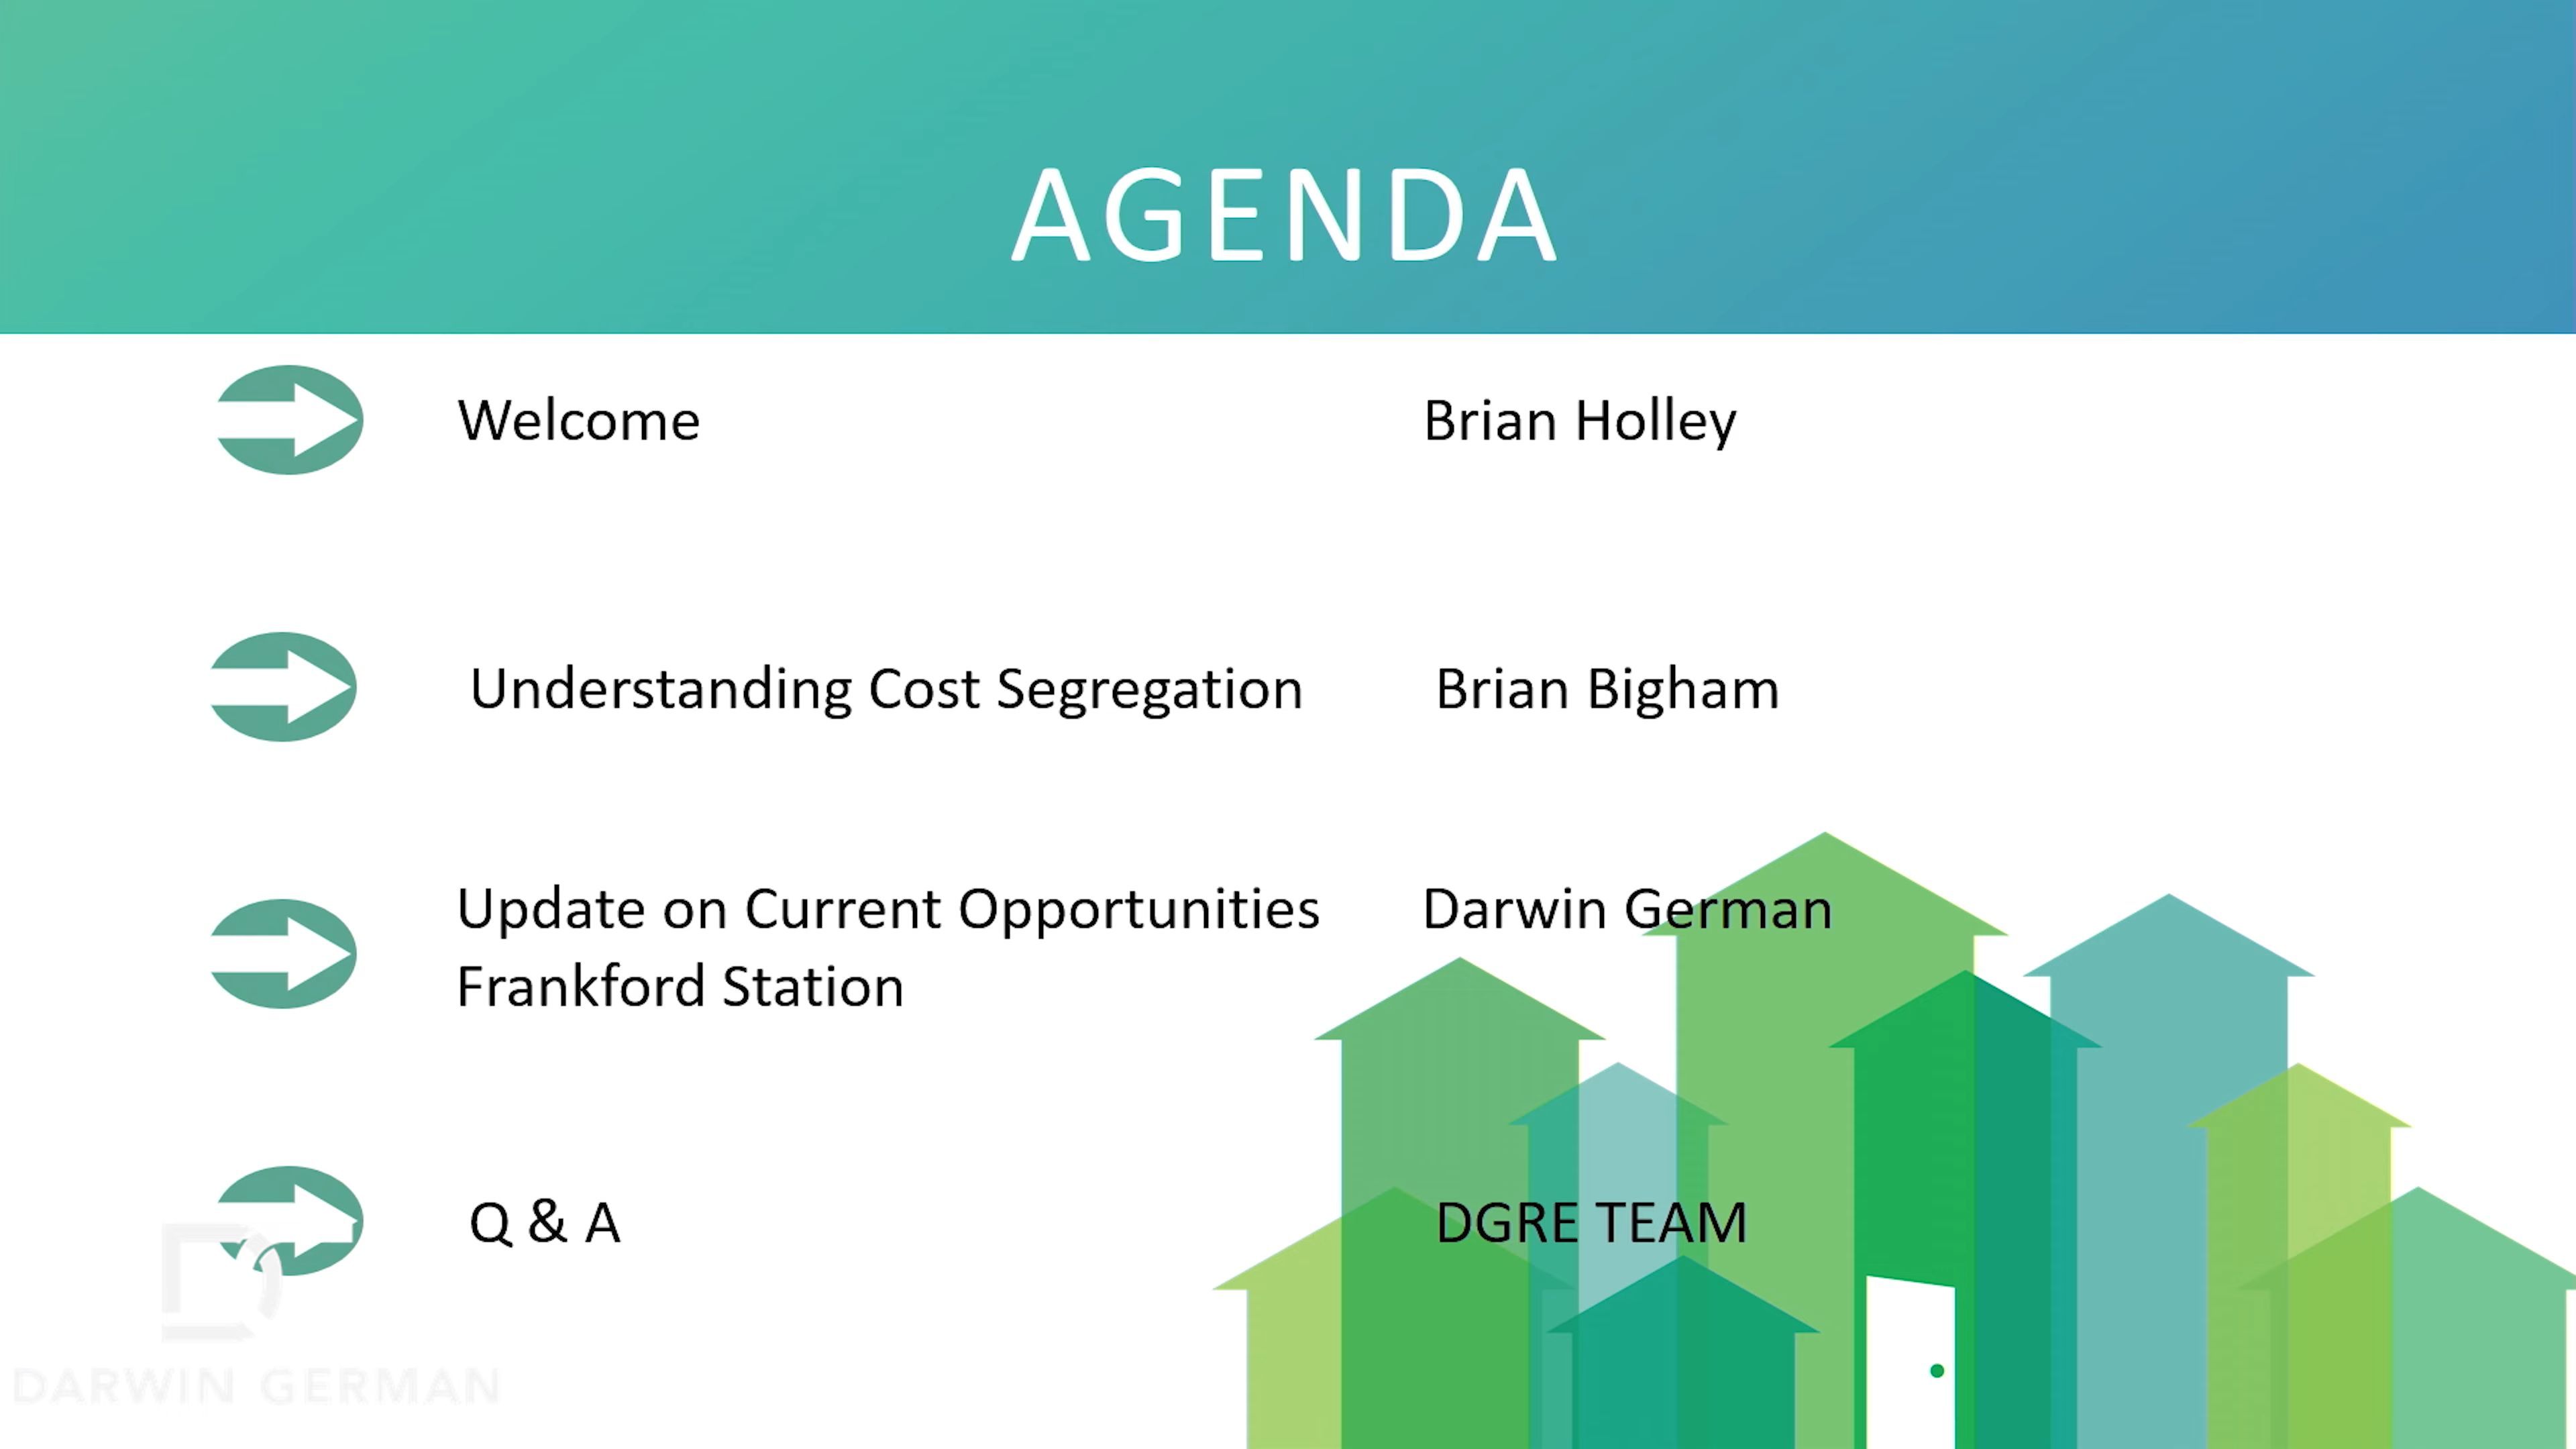 AGENDA
Welcome Brian Holley
Understanding Cost Segregation Brian Bigham
Update on Current Opportunities Darwin German
Frankford Station
Q & A DGRE TEAM
DARWIN GERMAN